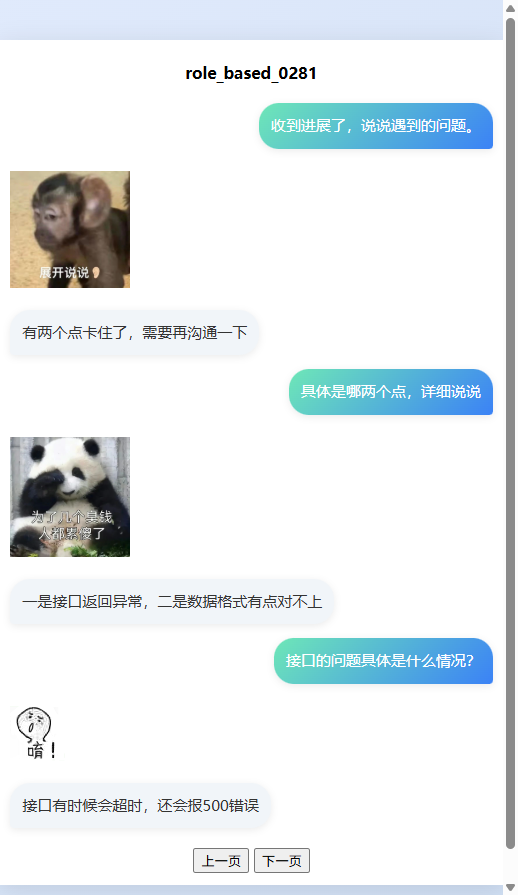 role_based_0281
收到进展了，说说遇到的问题。
展开说说👂
有两个点卡住了，需要再沟通一下
具体是哪两个点，详细说说
为了几个臭钱
人都累傻了
一是接口返回异常，二是数据格式有点对不上
接口的问题具体是什么情况？
唷！
接口有时候会超时，还会报500错误
上一页 下一页